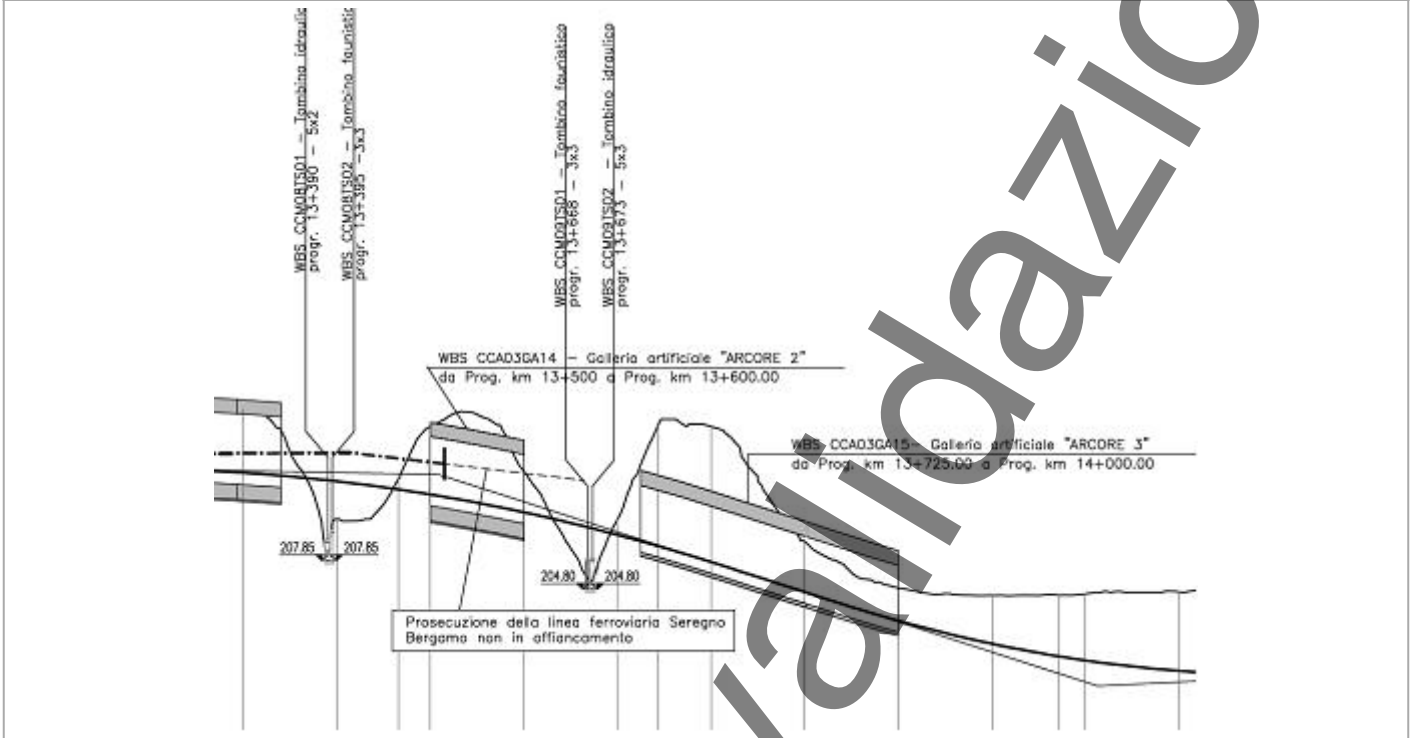 WBS CCM08TS01 – Tombino idraulic
progr. 13+390 – 5x2
WBS CCM08TS02 – Tombino faunistic
progr. 13+395 –3x3
WBS CCM09TS01 – Tombino faunistico
progr. 13+668 – 3x3
WBS CCM09TS02 – Tombino idraulico
progr. 13+673 – 5x3
WBS CCA03GA14 – Galleria artificiale "ARCORE 2"
da Prog. km 13+500 a Prog. km 13+600.00
WBS CCA03GA15– Galleria artificiale "ARCORE 3"
da Prog. km 13+725.00 a Prog. km 14+000.00
207.85 207.85
204.80 204.80
Prosecuzione della linea ferroviaria Seregno
Bergamo non in affiancamento
validazio